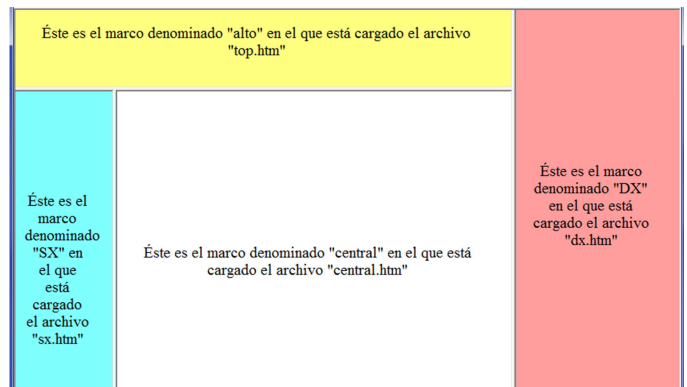 Éste es el marco denominado "alto" en el que está cargado el archivo
"top.htm"
Éste es el
marco
denominado
"SX" en
el que
está
cargado
el archivo
"sx.htm"
Éste es el marco denominado "central" en el que está
cargado el archivo "central.htm"
Éste es el marco
denominado "DX"
en el que está
cargado el archivo
"dx.htm"